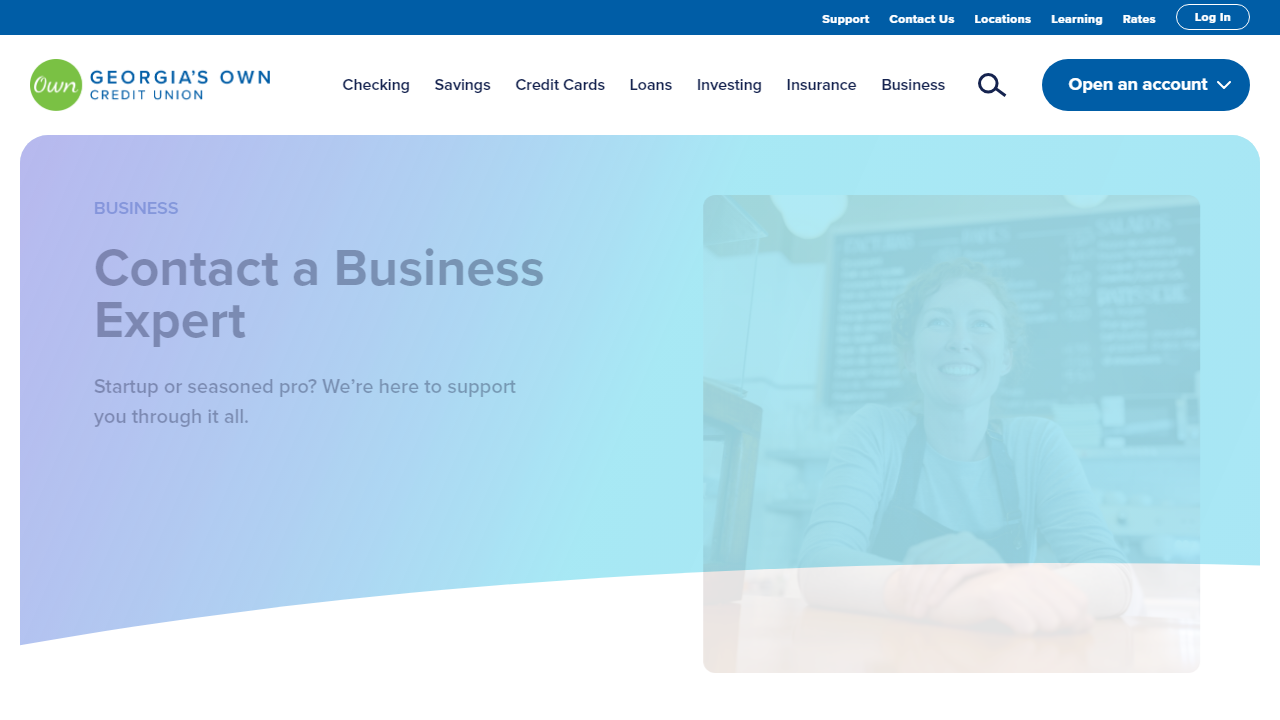 Support Contact Us Locations Learning Rates Log In
Own GEORGIA'S OWN
CREDIT UNION
Checking Savings Credit Cards Loans Investing Insurance Business Open an account
BUSINESS
Contact a Business
Expert
Startup or seasoned pro? We’re here to support
you through it all.